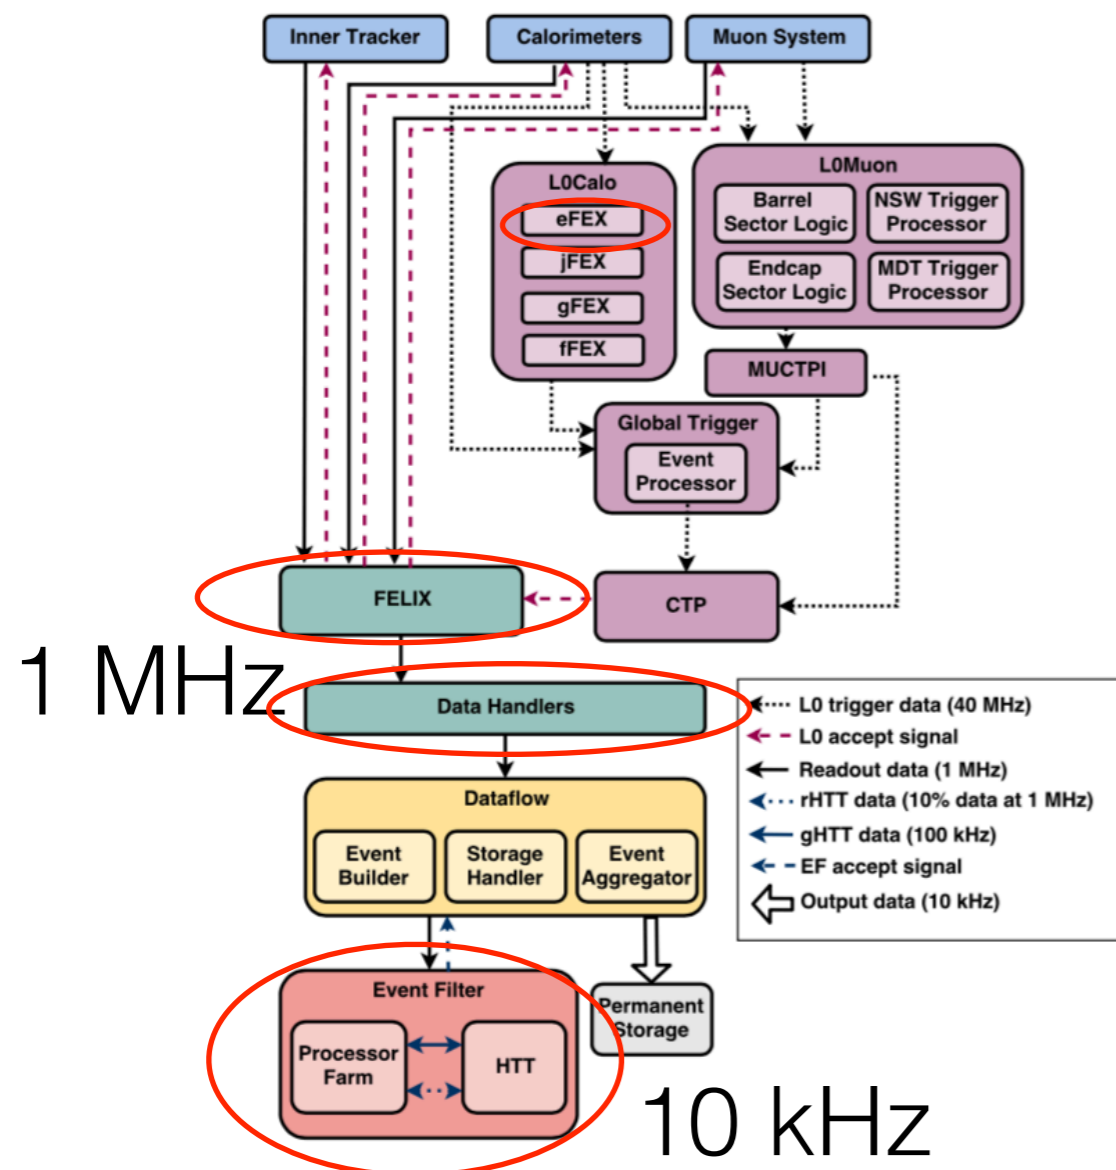 Inner Tracker
Calorimeters
Muon System
L0Calo
eFEX
jFEX
gFEX
fFEX
L0Muon
Barrel
Sector Logic
NSW Trigger
Processor
Endcap
Sector Logic
MDT Trigger
Processor
MUCTPI
Global Trigger
Event
Processor
FELIX
CTP
1 MHz
Data Handlers
L0 trigger data (40 MHz)
L0 accept signal
Readout data (1 MHz)
rHTT data (10% data at 1 MHz)
gHTT data (100 kHz)
EF accept signal
Output data (10 kHz)
Dataflow
Event
Builder
Storage
Handler
Event
Aggregator
Event Filter
Processor
Farm
HTT
Permanent
Storage
10 kHz